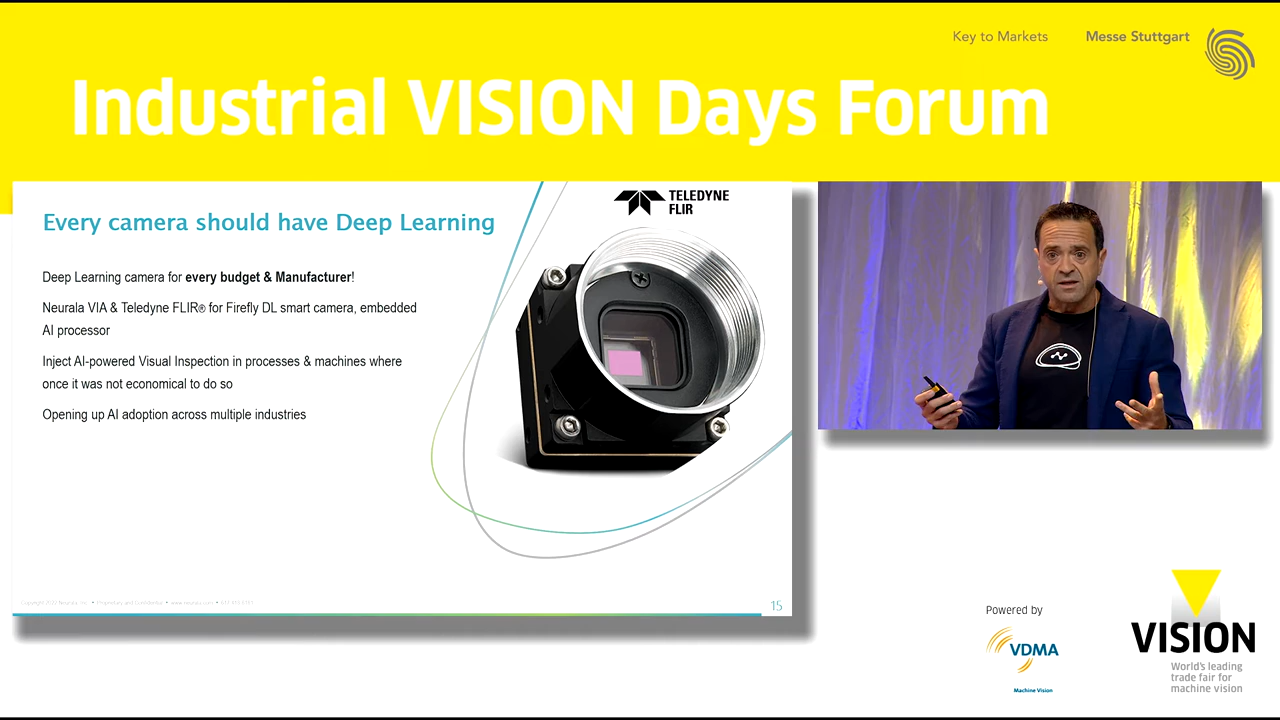 Key to Markets
Messe Stuttgart
Industrial VISION Days Forum
TELEDYNE
FLIR
Every camera should have Deep Learning
Deep Learning camera for every budget & Manufacturer!
Neurala VIA & Teledyne FLIR® for Firefly DL smart camera, embedded
AI processor
Inject AI-powered Visual Inspection in processes & machines where
once it was not economical to do so
Opening up AI adoption across multiple industries
15
Powered by
VDMA
Machine Vision
VISION
World's leading
trade fair for
machine vision